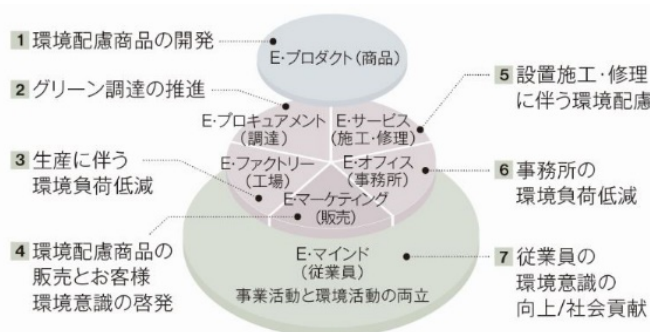 1 環境配慮商品の開発
2 グリーン調達の推進
3 生産に伴う
環境負荷低減
4 環境配慮商品の
販売とお客様
環境意識の啓発
E・プロダクト(商品)
E・プロキュアメント
(調達)
E・サービス
(施工・修理)
E・ファクトリー
(工場)
E・オフィス
(事務所)
E・マーケティング
(販売)
E・マインド
(従業員)
事業活動と環境活動の両立
5 設置施工・修理
に伴う環境配慮
6 事務所の
環境負荷低減
7 従業員の
環境意識の
向上/社会貢献